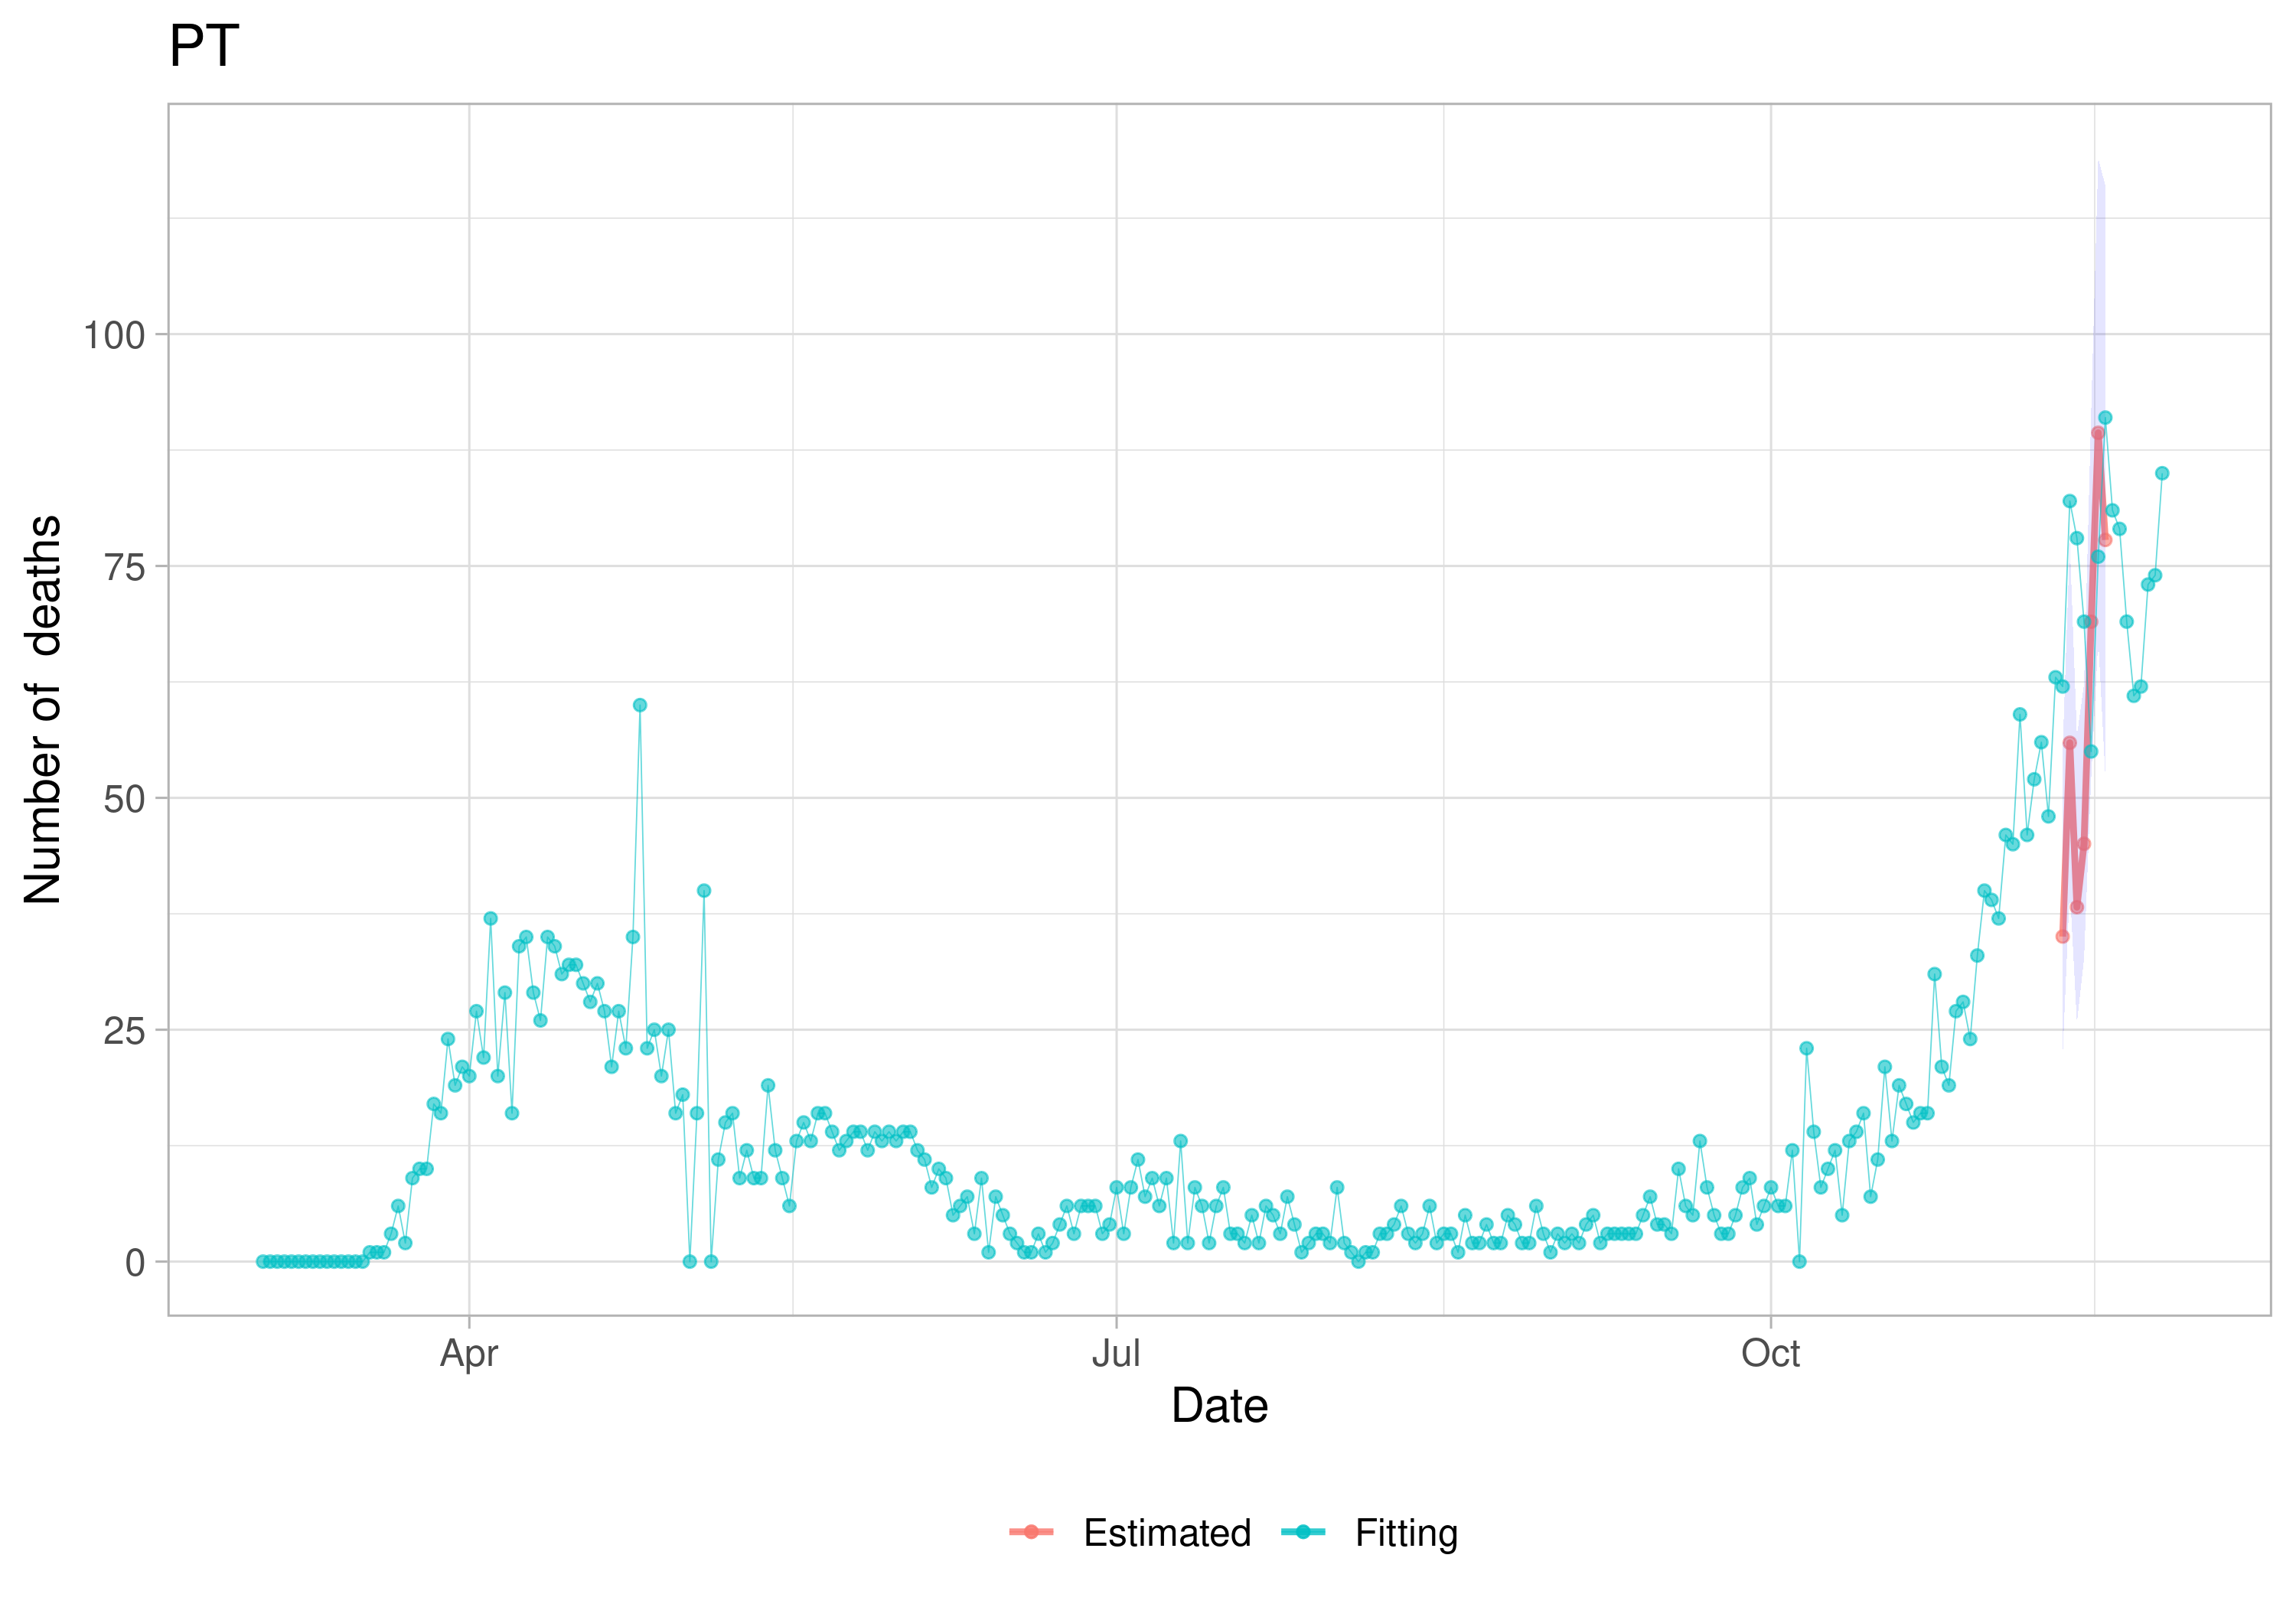 PT
Number of deaths
100
75
50
25
0
Apr
Jul
Oct
Date
Estimated
Fitting